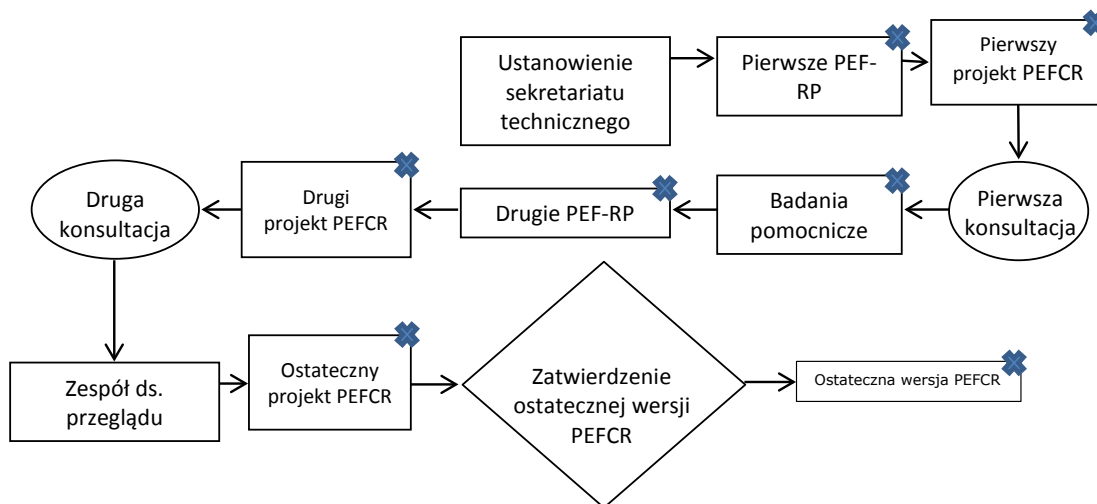 Ustanowienie
sekretariatu
technicznego
Pierwsze PEF-
RP
Pierwszy
projekt PEFCR
Pierwsza
konsultacja
Badania
pomocnicze
Drugie PEF-RP
Drugi
projekt PEFCR
Druga
konsultacja
Zespół ds.
przeglądu
Ostateczny
projekt PEFCR
Zatwierdzenie
ostatecznej wersji
PEFCR
Ostateczna wersja PEFCR